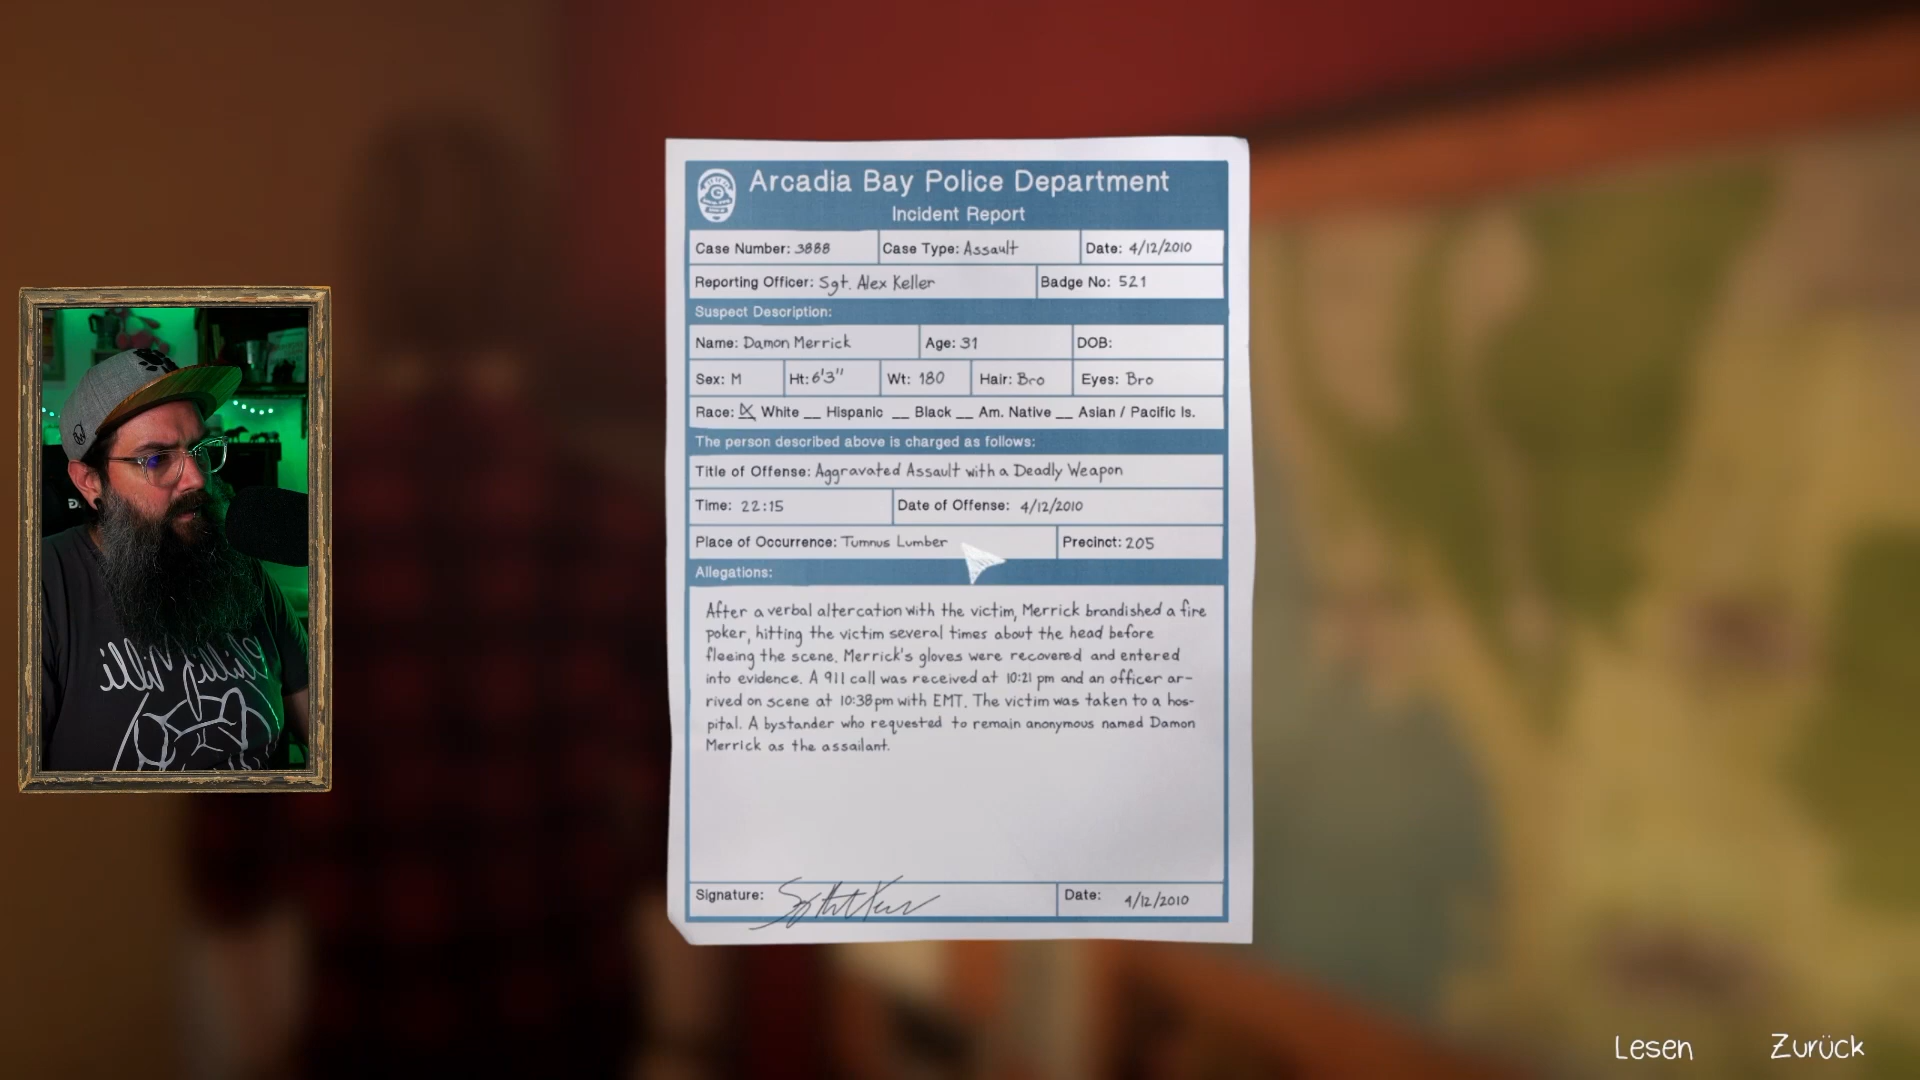 Arcadia Bay Police Department
Incident Report
Case Number: 3888 Case Type: Assault Date: 4/12/2010
Reporting Officer: Sgt. Alex Keller Badge No: 521
Suspect Description:
Name: Damon Merrick Age: 31 DOB:
Sex: M Ht: 6'3" Wt: 180 Hair: Bro Eyes: Bro
Race: X White __ Hispanic __ Black __ Am. Native __ Asian / Pacific Is.
The person described above is charged as follows:
Title of Offense: Aggravated Assault with a Deadly Weapon
Time: 22:15 Date of Offense: 4/12/2010
Place of Occurrence: Tumnus Lumber Precinct: 205
Allegations:
After a verbal altercation with the victim, Merrick brandished a fire
poker, hitting the victim several times about the head before
fleeing the scene. Merrick's gloves were recovered and entered
into evidence. A 911 call was received at 10:21 pm and an officer ar-
rived on scene at 10:38pm with EMT. The victim was taken to a hos-
pital. A bystander who requested to remain anonymous named Damon
Merrick as the assailant.
Signature: Date: 4/12/2010
Lesen Zurück